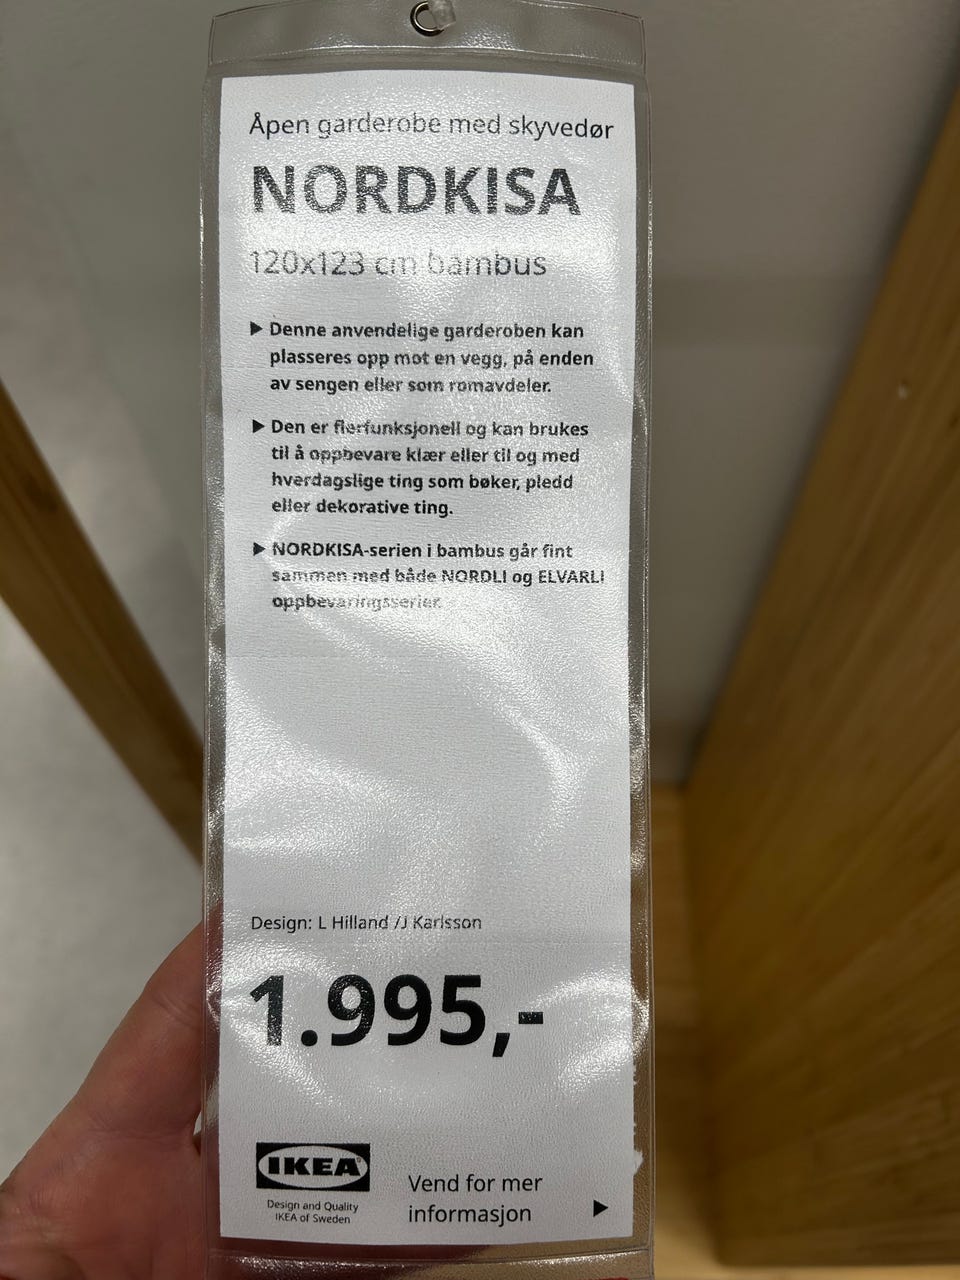 Åpen garderobe med skyvedør
NORDKISA
120x123 cm bambus
▶ Denne anvendelige garderoben kan
plasseres opp mot en vegg, på enden
av sengen eller som romavdeler.
▶ Den er flerfunksjonell og kan brukes
til å oppbevare klær eller til og med
hverdagslige ting som bøker, pledd
eller dekorative ting.
▶ NORDKISA-serien i bambus går fint
sammen med både NORDLI og ELVARLI
oppbevaringsserier.
Design: L Hilland /J Karlsson
1.995,-
IKEA
Design and Quality
IKEA of Sweden
Vend for mer
informasjon ▶